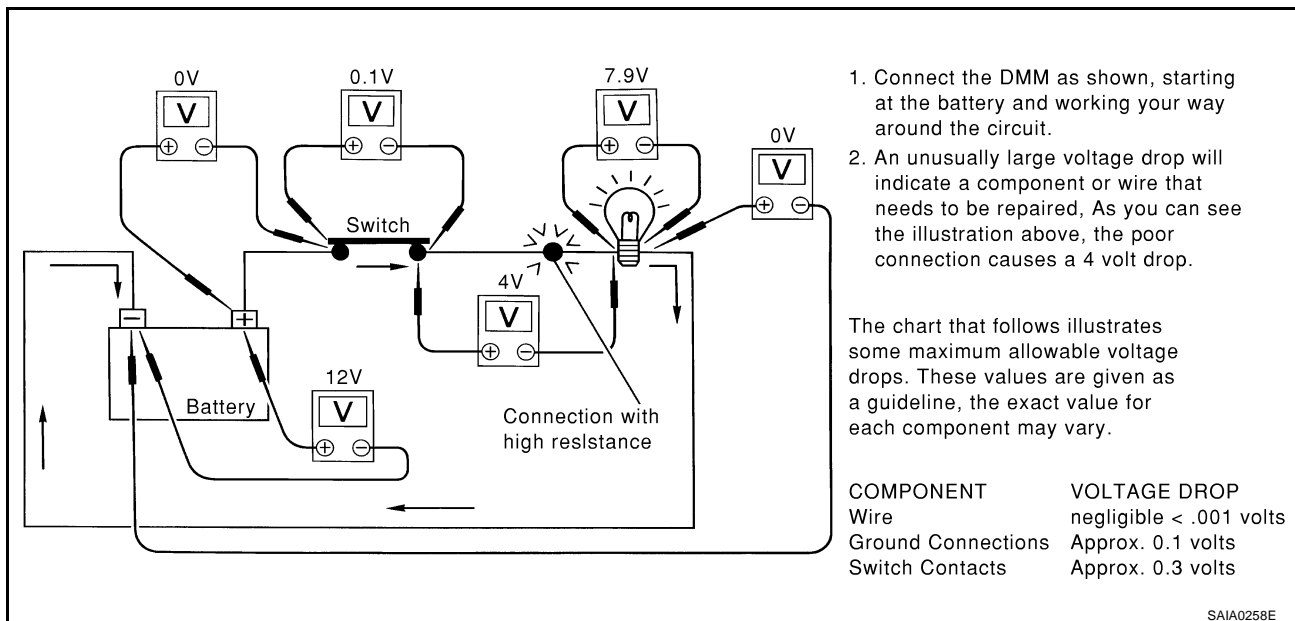 0V
0.1V
7.9V
0V
V
V
V
V
+ −
+ −
+ −
+ −
Switch
4V
V
+ −
− +
Battery
12V
V
+ −
Connection with
high reslstance
1. Connect the DMM as shown, starting
at the battery and working your way
around the circuit.
2. An unusually large voltage drop will
indicate a component or wire that
needs to be repaired, As you can see
the illustration above, the poor
connection causes a 4 volt drop.
The chart that follows illustrates
some maximum allowable voltage
drops. These values are given as
a guideline, the exact value for
each component may vary.
COMPONENT VOLTAGE DROP
Wire negligible < .001 volts
Ground Connections Approx. 0.1 volts
Switch Contacts Approx. 0.3 volts
SAIA0258E